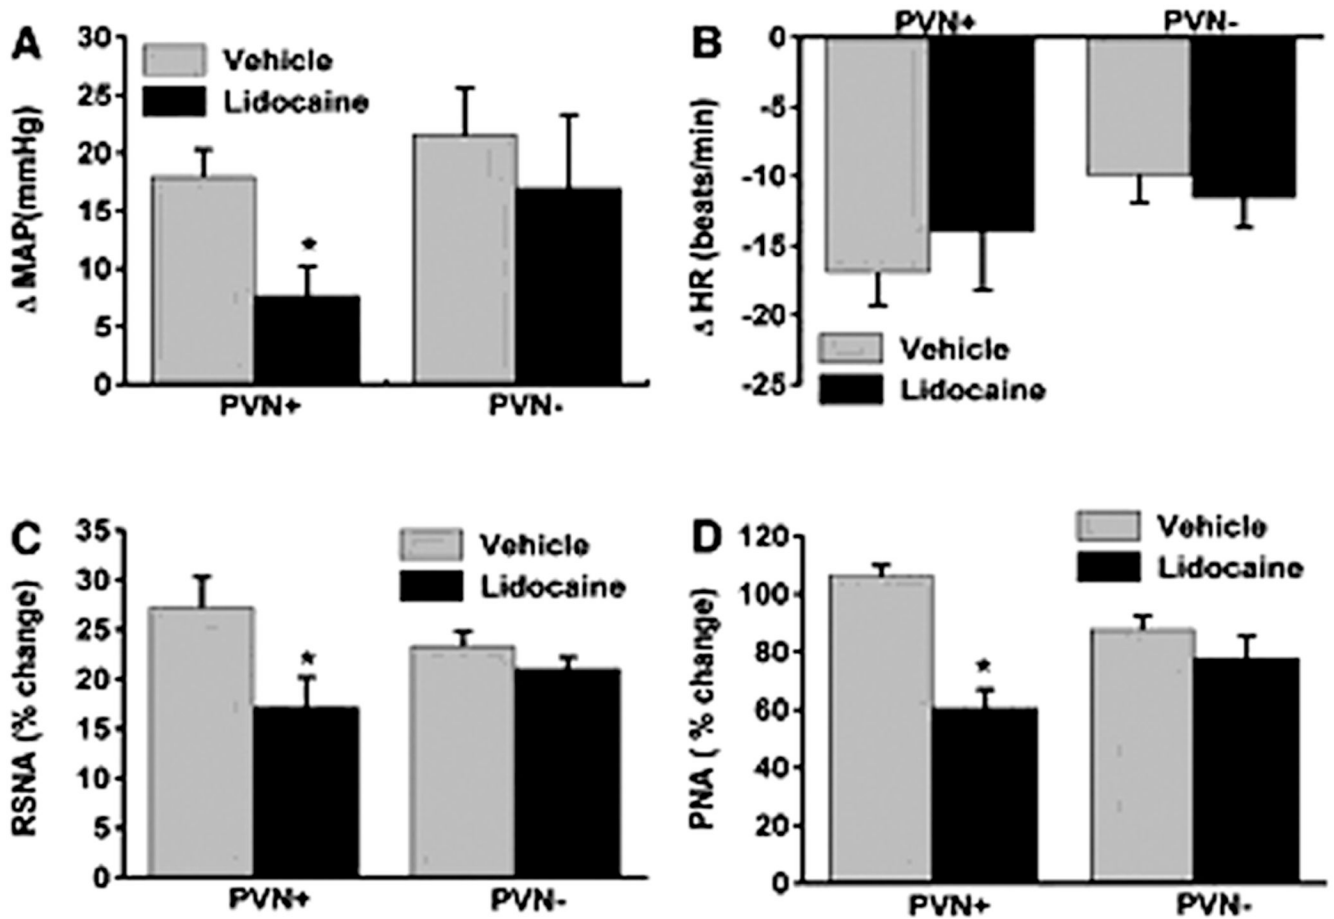 A
30
25
20
15
10
5
0
Δ MAP(mmHg)
Vehicle
Lidocaine
*
PVN+ PVN-
B
PVN+ PVN-
0
-5
-10
-15
-20
-25
Δ HR (beats/min)
Vehicle
Lidocaine
C
35
30
25
20
15
10
5
0
RSNA (% change)
Vehicle
Lidocaine
*
PVN+ PVN-
D
120
100
80
60
40
20
0
PNA ( % change)
Vehicle
Lidocaine
*
PVN+ PVN-